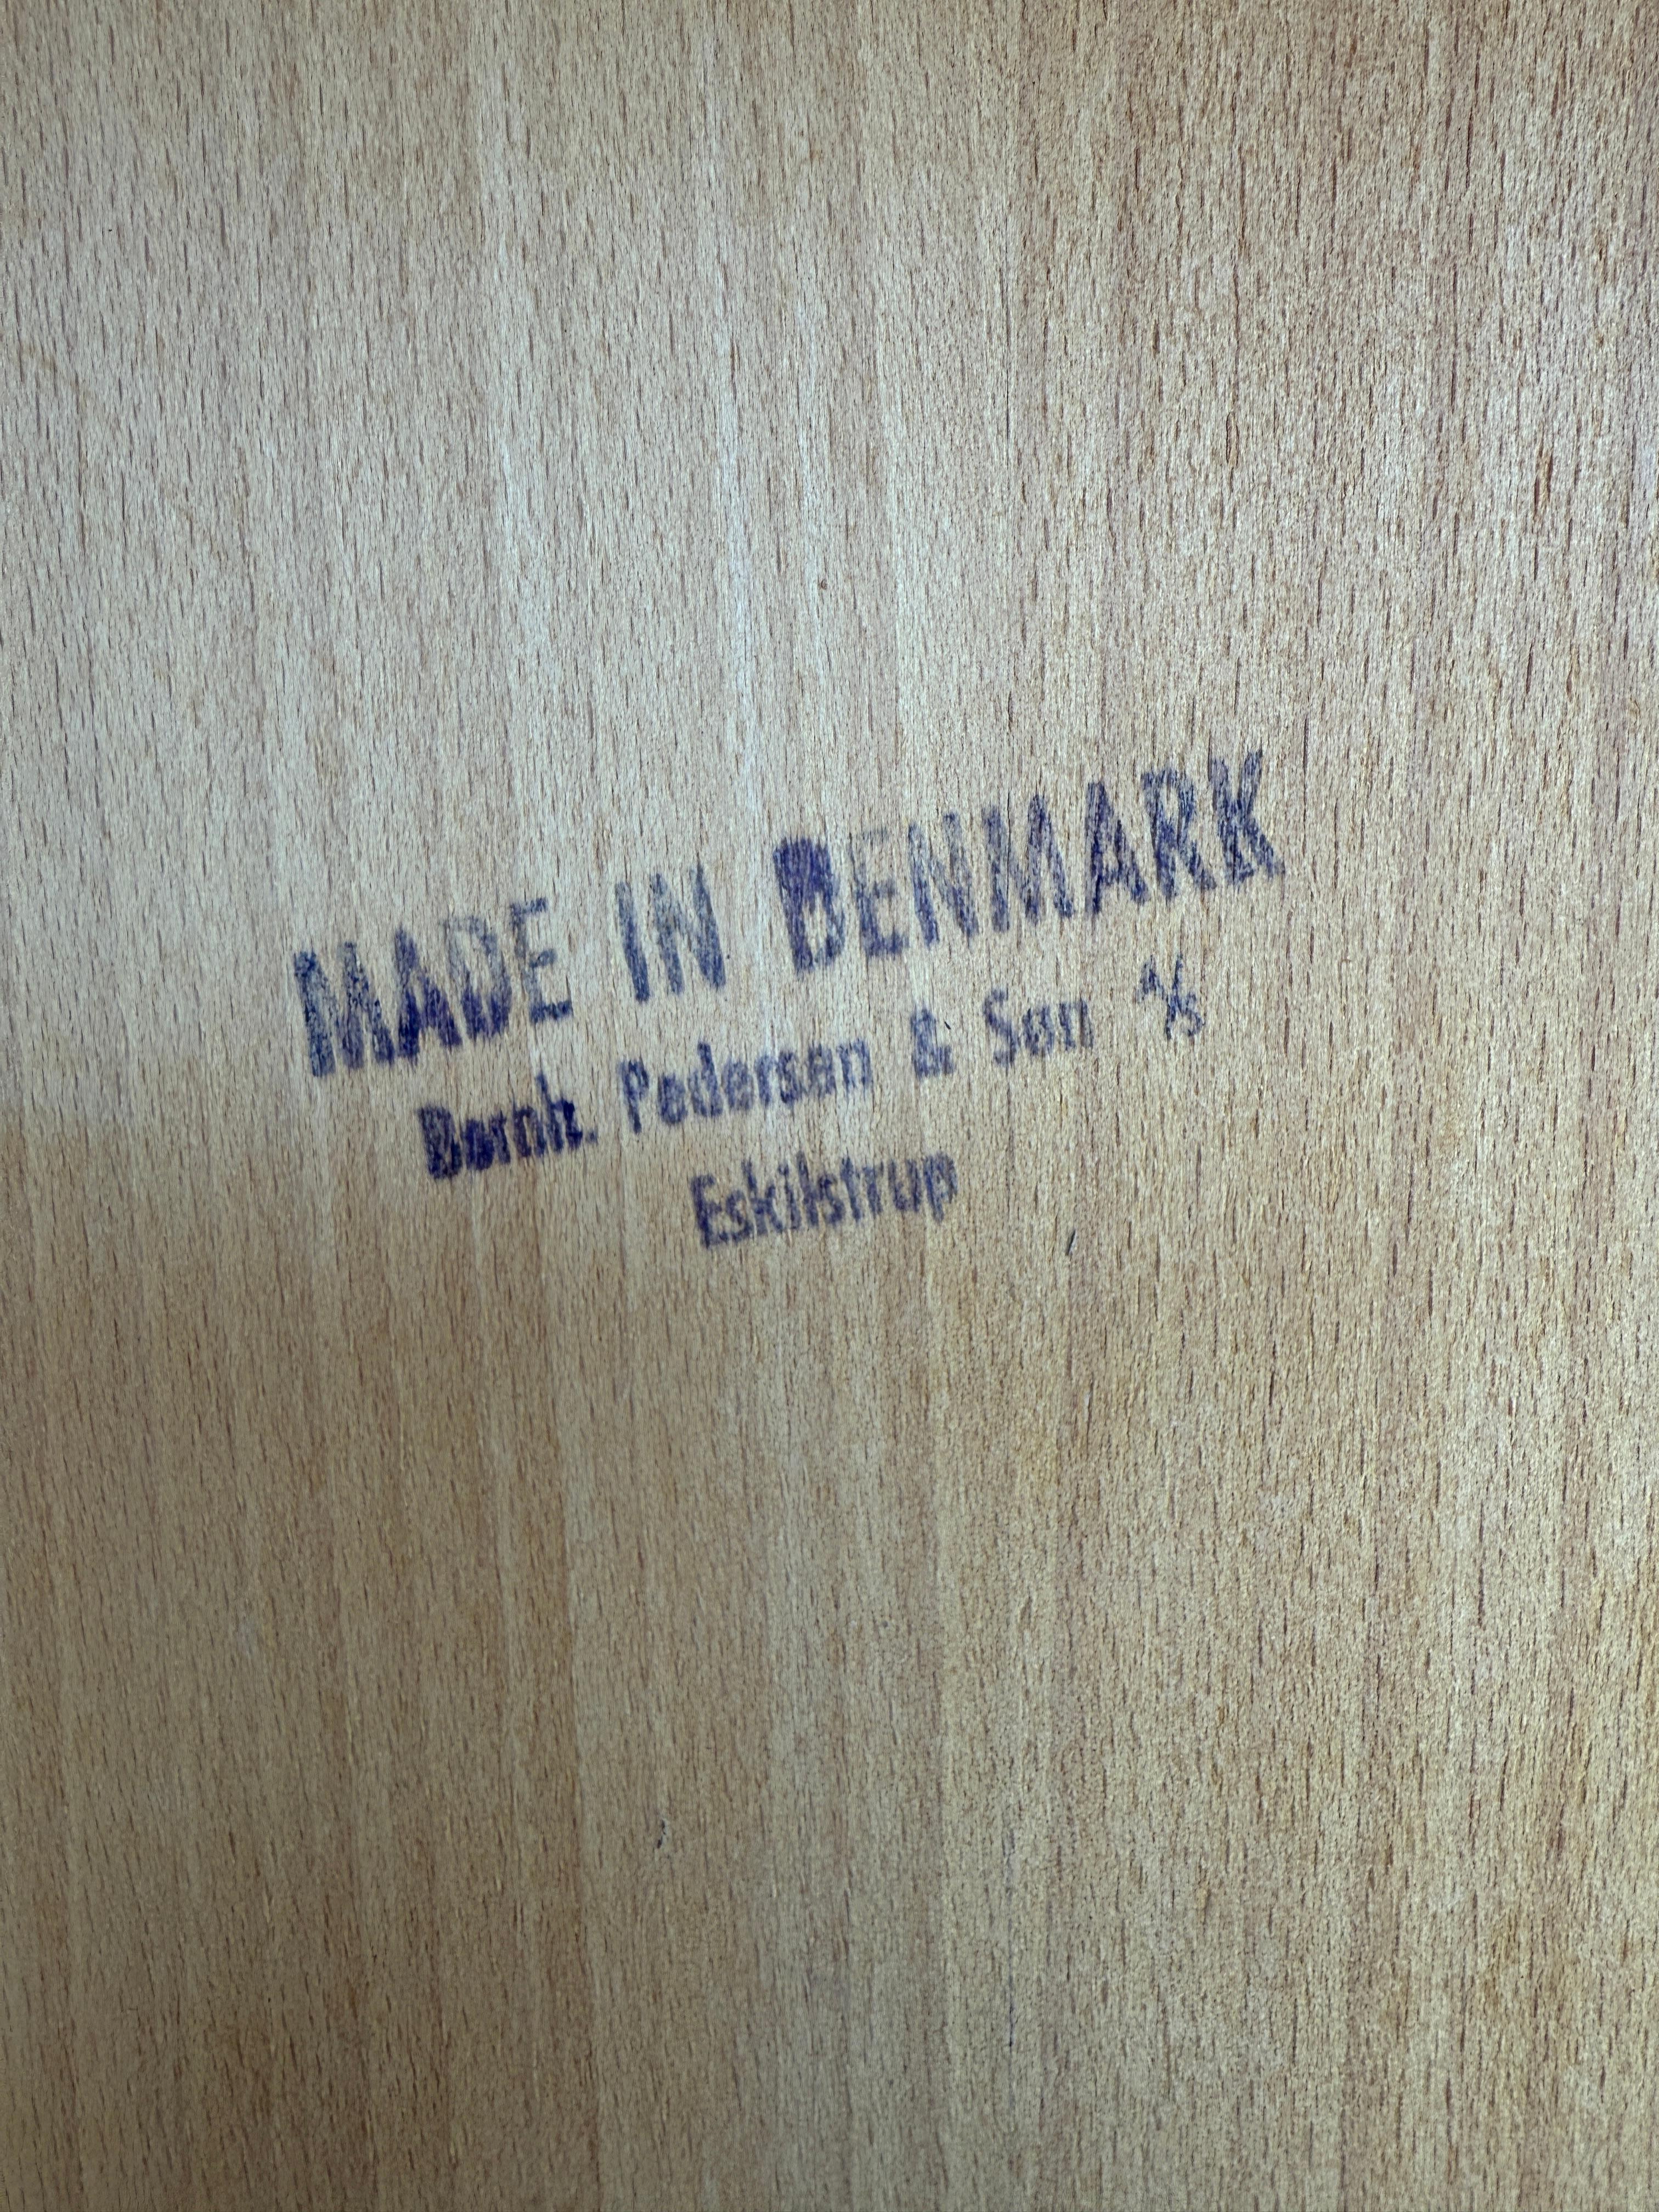 MADE IN DENMARK
Bernh. Pedersen & Søn A/S
Eskilstrup